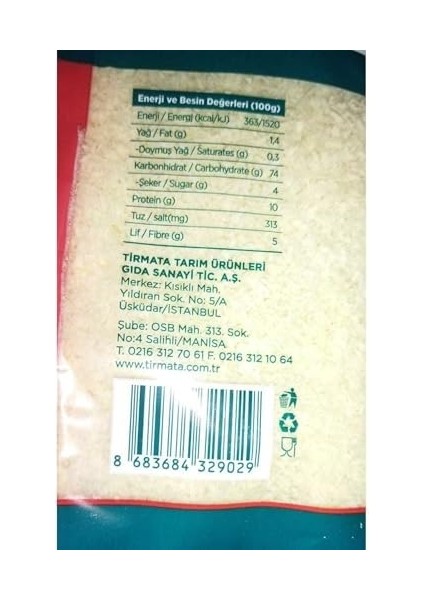 Enerji ve Besin Değerleri (100g)
Enerji / Energj (kcal/kJ) 363/1520
Yağ / Fat (g) 1,4
-Doymuş Yağ / Saturates (g) 0,3
Karbonhidrat / Carbohydrate (g) 74
-Şeker / Sugar (g) 4
Protein (g) 10
Tuz / salt(mg) 313
Lif / Fibre (g) 5
TİRMATA TARIM ÜRÜNLERİ
GIDA SANAYİ TİC. A.Ş.
Merkez: Kısıklı Mah.
Yıldıran Sok. No: 5/A
Üsküdar/İSTANBUL
Şube: OSB Mah. 313. Sok.
No:4 Salihli/MANİSA
T. 0216 312 70 61 F. 0216 312 10 64
www.tirmata.com.tr
8 683684 329029